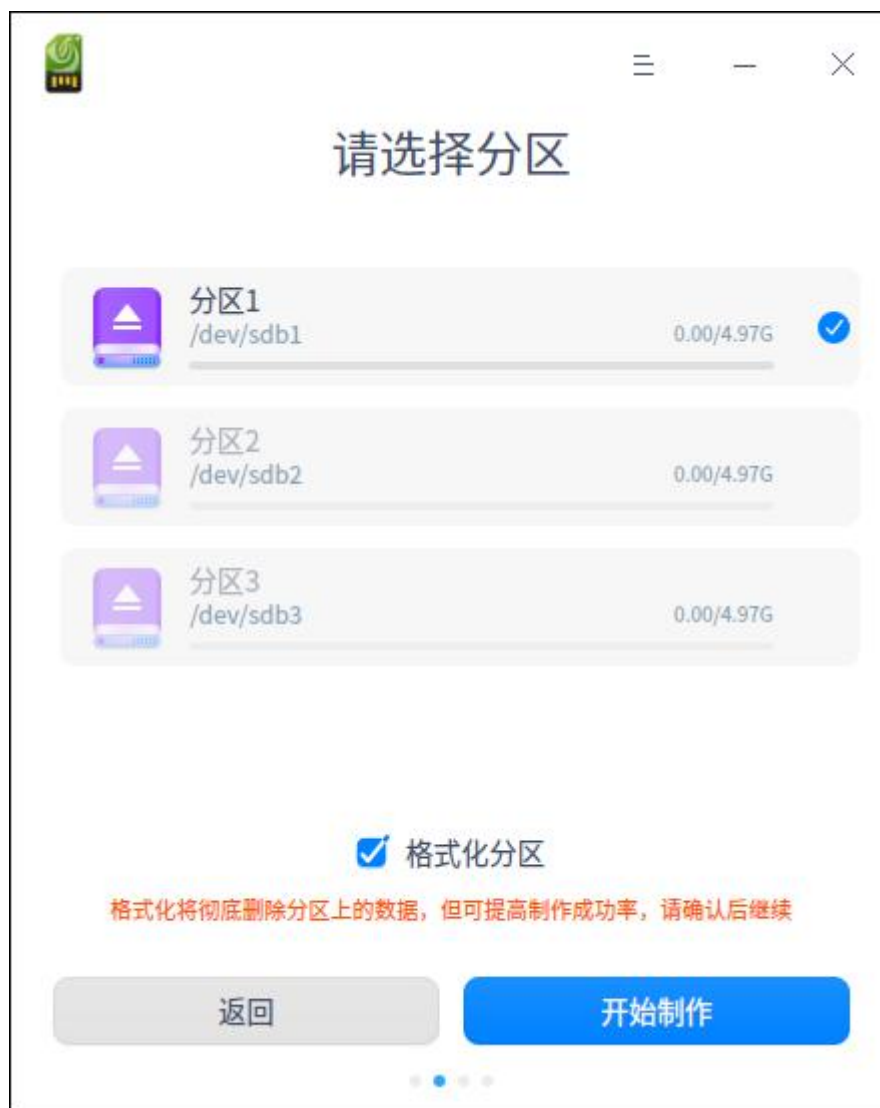 请选择分区
分区1
/dev/sdb1 0.00/4.97G
分区2
/dev/sdb2 0.00/4.97G
分区3
/dev/sdb3 0.00/4.97G
格式化分区
格式化将彻底删除分区上的数据，但可提高制作成功率，请确认后继续
返回 开始制作